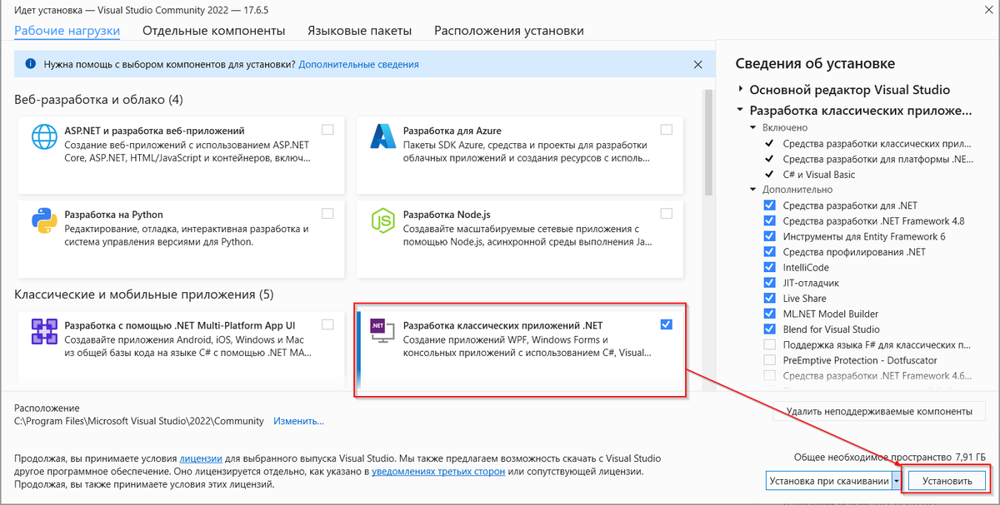 Идет установка — Visual Studio Community 2022 — 17.6.5
Рабочие нагрузки
Отдельные компоненты
Языковые пакеты
Расположения установки
Нужна помощь с выбором компонентов для установки? Дополнительные сведения
Веб-разработка и облако (4)
ASP.NET и разработка веб-приложений
Создание веб-приложений с использованием ASP.NET
Core, ASP.NET, HTML/JavaScript и контейнеров, включ...
Разработка для Azure
Пакеты SDK Azure, средства и проекты для разработки
облачных приложений и создания ресурсов с исполь...
Разработка на Python
Редактирование, отладка, интерактивная разработка и
система управления версиями для Python.
JS
Разработка Node.js
Создавайте масштабируемые сетевые приложения с
помощью Node.js, асинхронной среды выполнения Ja...
Классические и мобильные приложения (5)
Разработка с помощью .NET Multi-Platform App UI
Создавайте приложения Android, iOS, Windows и Mac
из общей базы кода на языке C# с помощью .NET MA...
.NET
Разработка классических приложений .NET
Создание приложений WPF, Windows Forms и
консольных приложений с использованием C#, Visual...
Сведения об установке
Основной редактор Visual Studio
Разработка классических приложе...
Включено
Средства разработки классических прил...
Средства разработки для платформы .NE...
C# и Visual Basic
Дополнительно
Средства разработки для .NET
Средства разработки .NET Framework 4.8
Инструменты для Entity Framework 6
Средства профилирования .NET
IntelliCode
JIT-отладчик
Live Share
ML.NET Model Builder
Blend for Visual Studio
Поддержка языка F# для классических п...
PreEmptive Protection - Dotfuscator
Средства разработки .NET Framework 4.6...
Расположение
C:\Program Files\Microsoft Visual Studio\2022\Community Изменить...
Удалить неподдерживаемые компоненты
Продолжая, вы принимаете условия лицензии для выбранного выпуска Visual Studio. Мы также предлагаем возможность скачать с Visual Studio
другое программное обеспечение. Оно лицензируется отдельно, как указано в уведомлениях третьих сторон или сопутствующей лицензии.
Продолжая, вы также принимаете условия этих лицензий.
Общее необходимое пространство 7,91 ГБ
Установка при скачивании
Установить